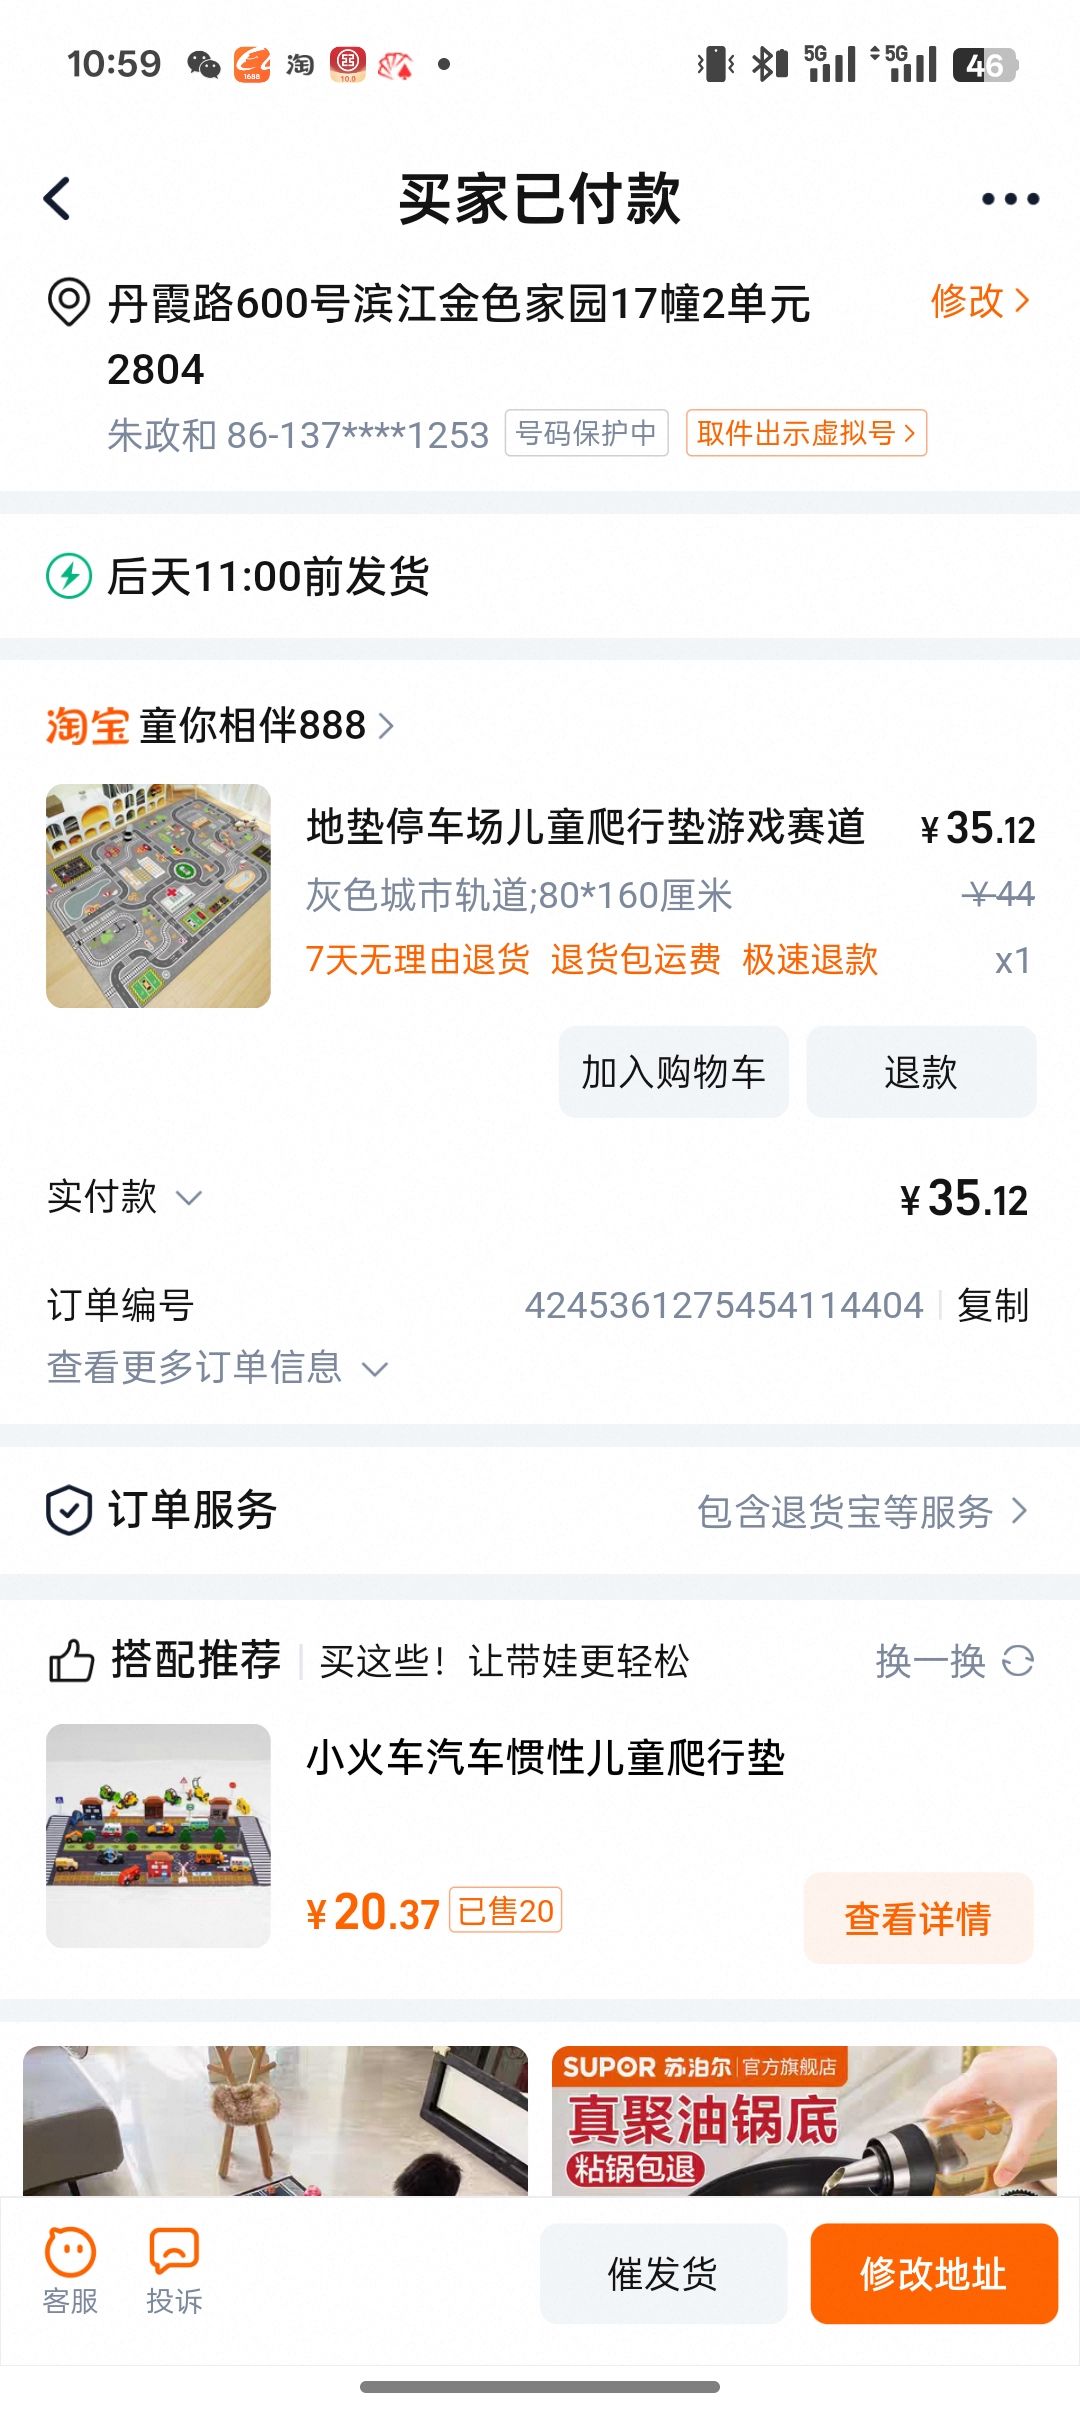 10:59
1688
淘
10.0
5G
5G
46
买家已付款
丹霞路600号滨江金色家园17幢2单元
2804
修改
朱政和 86-137****1253
号码保护中
取件出示虚拟号
后天11:00前发货
淘宝 童你相伴888
地垫停车场儿童爬行垫游戏赛道
¥35.12
灰色城市轨道;80*160厘米
¥44
7天无理由退货 退货包运费 极速退款
x1
加入购物车
退款
实付款
¥35.12
订单编号
4245361275454114404
复制
查看更多订单信息
订单服务
包含退货宝等服务
搭配推荐
买这些！让带娃更轻松
换一换
小火车汽车惯性儿童爬行垫
¥20.37
已售20
查看详情
SUPOR 苏泊尔 官方旗舰店
真聚油锅底
粘锅包退
客服
投诉
催发货
修改地址